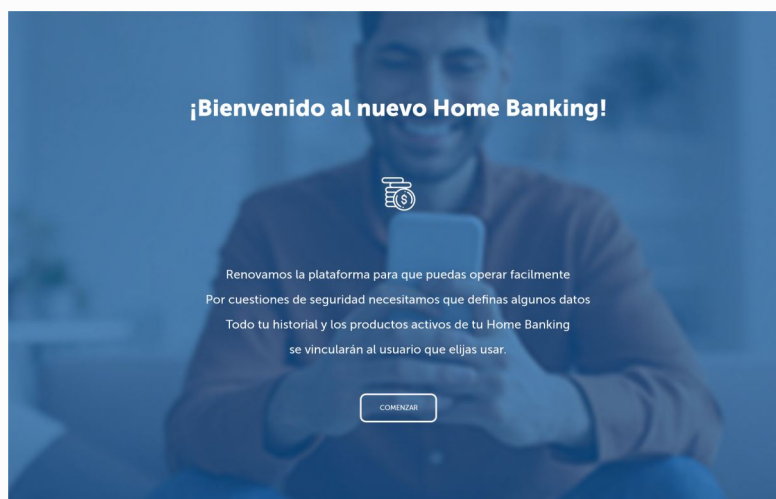 ¡Bienvenido al nuevo Home Banking!
$
Renovamos la plataforma para que puedas operar facilmente
Por cuestiones de seguridad necesitamos que definas algunos datos
Todo tu historial y los productos activos de tu Home Banking
se vincularán al usuario que elijas usar.
COMENZAR